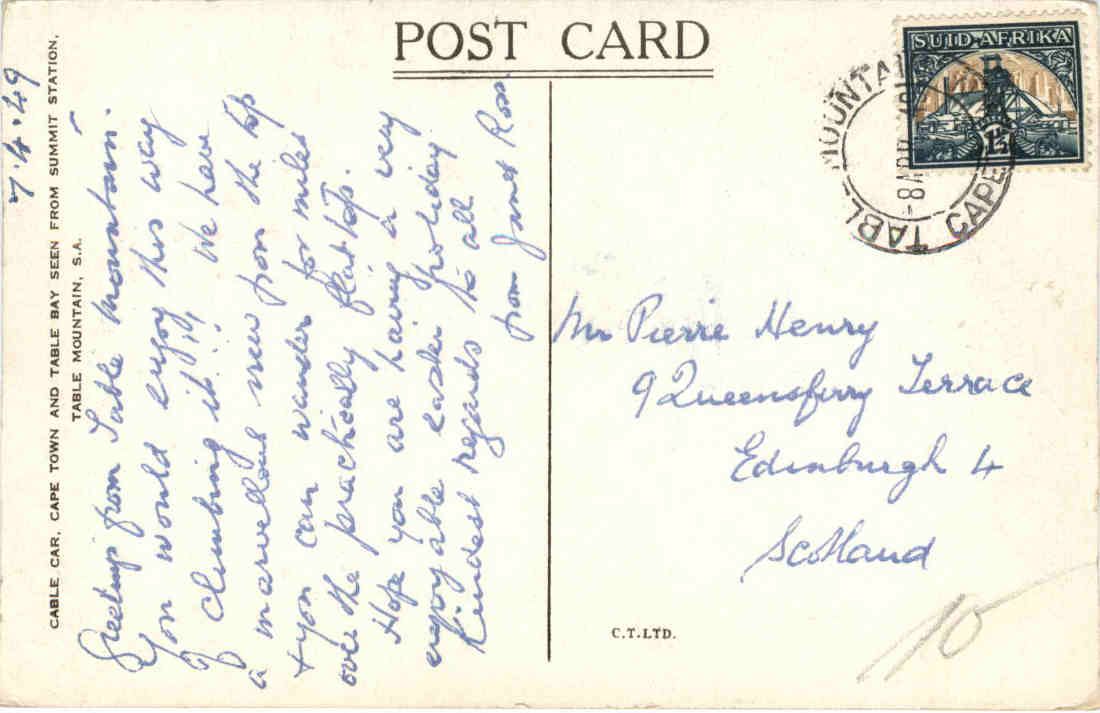 POST CARD
CABLE CAR, CAPE TOWN AND TABLE BAY SEEN FROM SUMMIT STATION,
TABLE MOUNTAIN, S.A.
7.4.49
Greetings from Table Mountain.
You would enjoy this way
of climbing it!!! We have
a marvellous view from the top
+ you can wander for miles
over the practically flat top.
Hope you are having a very
enjoyable easter holiday
Kindest regards to all
from Janet Ross
SUID-AFRIKA
TABLE MOUNTAIN
8 APR
CAPE
Mr Pierre Henry
9 Queensferry Terrace
Edinburgh 4
Scotland
C.T.LTD.
10